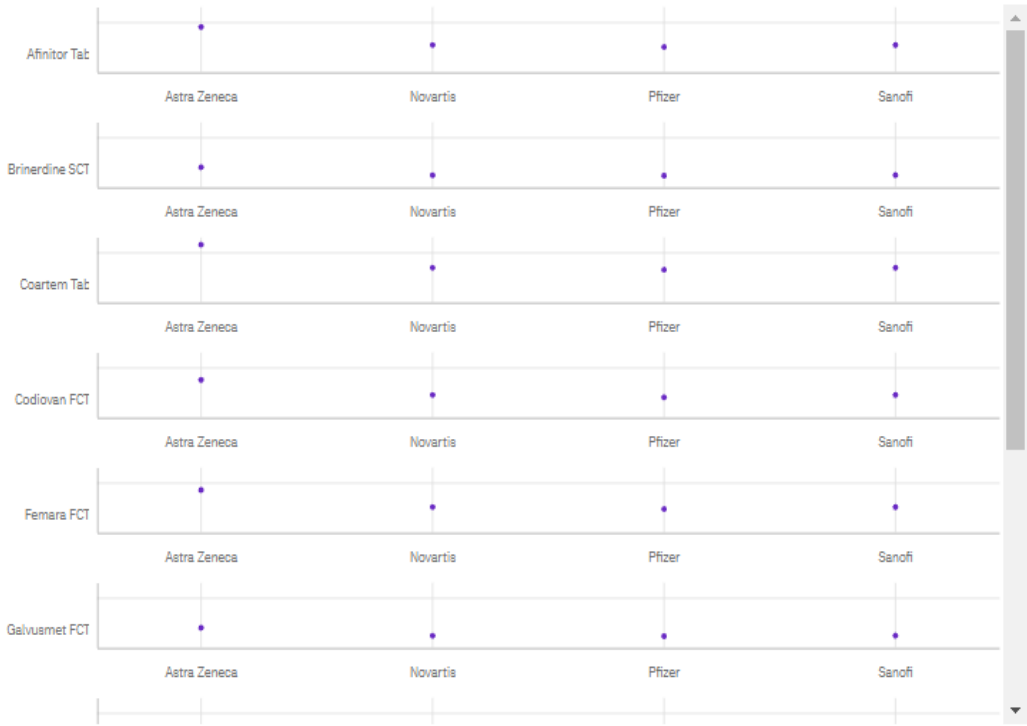 Afinitor Tab
Astra Zeneca Novartis Pfizer Sanofi
Brinerdine SCT
Astra Zeneca Novartis Pfizer Sanofi
Coartem Tab
Astra Zeneca Novartis Pfizer Sanofi
Codiovan FCT
Astra Zeneca Novartis Pfizer Sanofi
Femara FCT
Astra Zeneca Novartis Pfizer Sanofi
Galvusmet FCT
Astra Zeneca Novartis Pfizer Sanofi